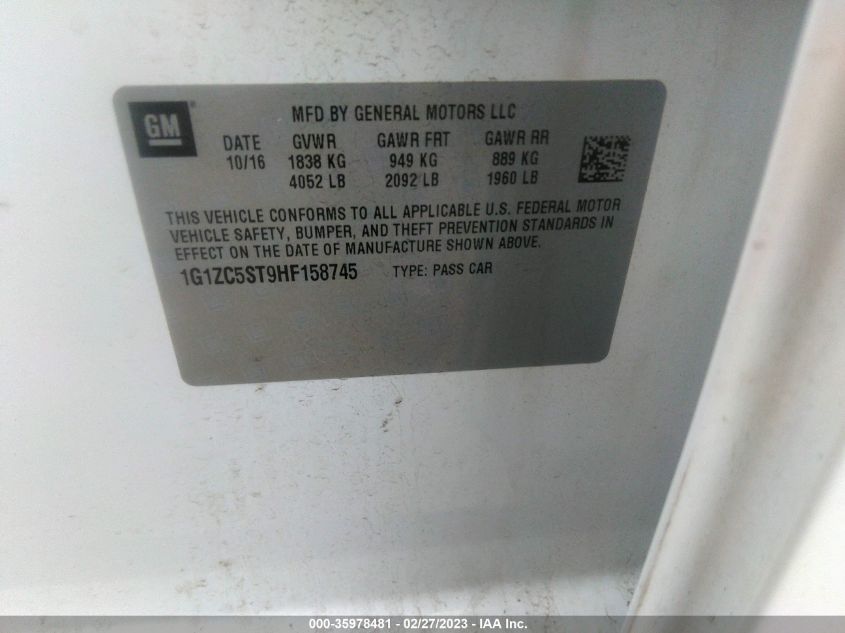 GM®
MFD BY GENERAL MOTORS LLC
DATE GVWR GAWR FRT GAWR RR
10/16 1838 KG 949 KG 889 KG
4052 LB 2092 LB 1960 LB
THIS VEHICLE CONFORMS TO ALL APPLICABLE U.S. FEDERAL MOTOR
VEHICLE SAFETY, BUMPER, AND THEFT PREVENTION STANDARDS IN
EFFECT ON THE DATE OF MANUFACTURE SHOWN ABOVE.
1G1ZC5ST9HF158745 TYPE: PASS CAR
000-35978481 - 02/27/2023 - IAA Inc.